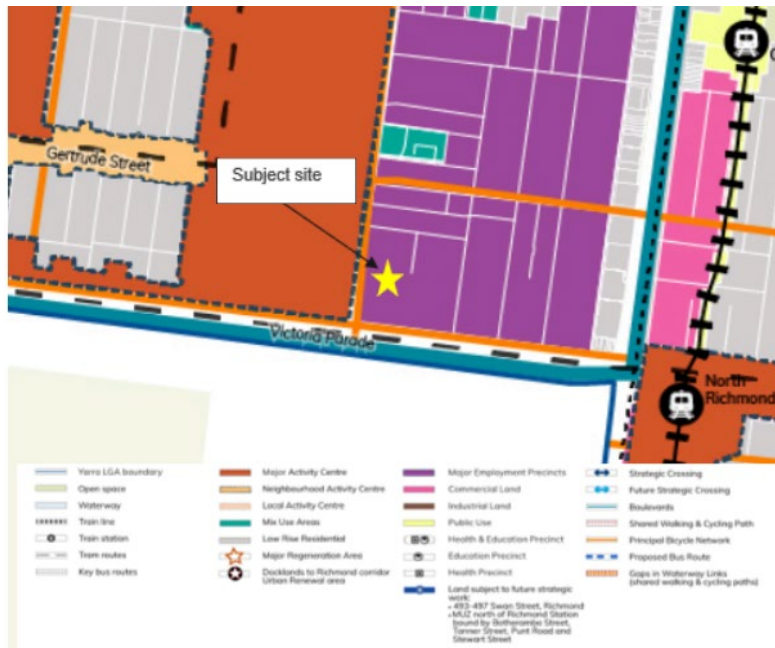 Gertrude Street
Subject site
Victoria Parade
North
Richmond
Yarra LGA boundary
Open space
Waterway
Train line
Train station
Tram routes
Key bus routes
Major Activity Centre
Neighbourhood Activity Centre
Local Activity Centre
Mix Use Areas
Low Rise Residential
Major Regeneration Area
Docklands to Richmond corridor
Urban Renewal area
Major Employment Precincts
Commercial Land
Industrial Land
Public Use
Health & Education Precinct
Education Precinct
Health Precinct
Land subject to future strategic
work:
• 493-497 Swan Street, Richmond
• MUZ north of Richmond Station
bound by Botherambo Street,
Tanner Street, Punt Road and
Stewart Street
Strategic Crossing
Future Strategic Crossing
Boulevards
Shared Walking & Cycling Path
Principal Bicycle Network
Proposed Bus Route
Gaps in Waterway Links
(shared walking & cycling paths)